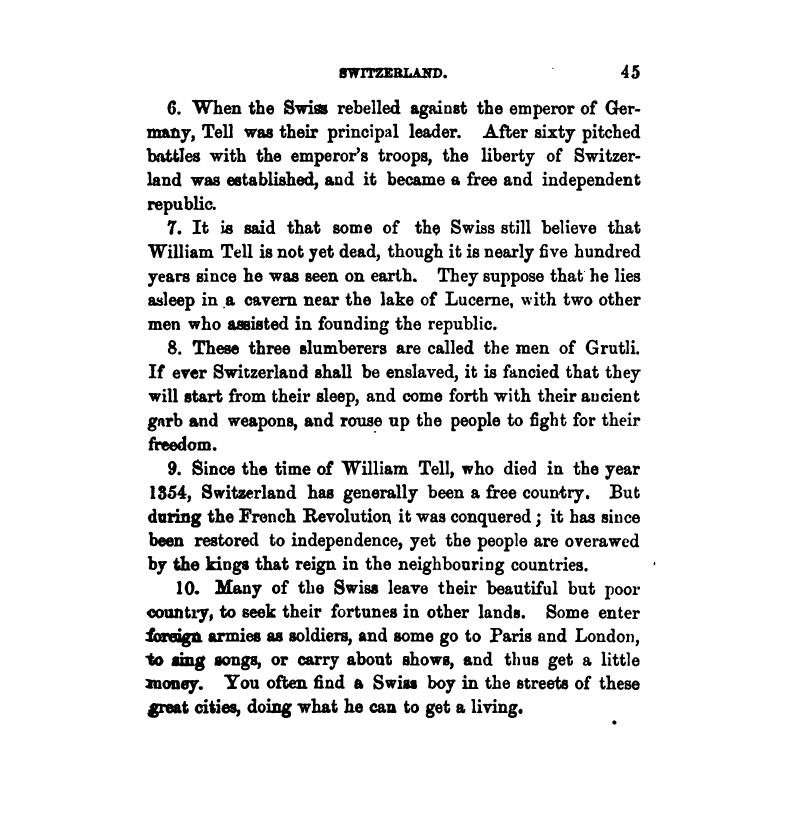 SWITZERLAND. 45
6. When the Swiss rebelled against the emperor of Ger-
many, Tell was their principal leader. After sixty pitched
battles with the emperor's troops, the liberty of Switzer-
land was established, and it became a free and independent
republic.
7. It is said that some of the Swiss still believe that
William Tell is not yet dead, though it is nearly five hundred
years since he was seen on earth. They suppose that he lies
asleep in a cavern near the lake of Lucerne, with two other
men who assisted in founding the republic.
8. These three slumberers are called the men of Grutli.
If ever Switzerland shall be enslaved, it is fancied that they
will start from their sleep, and come forth with their ancient
garb and weapons, and rouse up the people to fight for their
freedom.
9. Since the time of William Tell, who died in the year
1354, Switzerland has generally been a free country. But
during the French Revolution it was conquered; it has since
been restored to independence, yet the people are overawed
by the kings that reign in the neighbouring countries.
10. Many of the Swiss leave their beautiful but poor
country, to seek their fortunes in other lands. Some enter
foreign armies as soldiers, and some go to Paris and London,
to sing songs, or carry about shows, and thus get a little
money. You often find a Swiss boy in the streets of these
great cities, doing what he can to get a living.